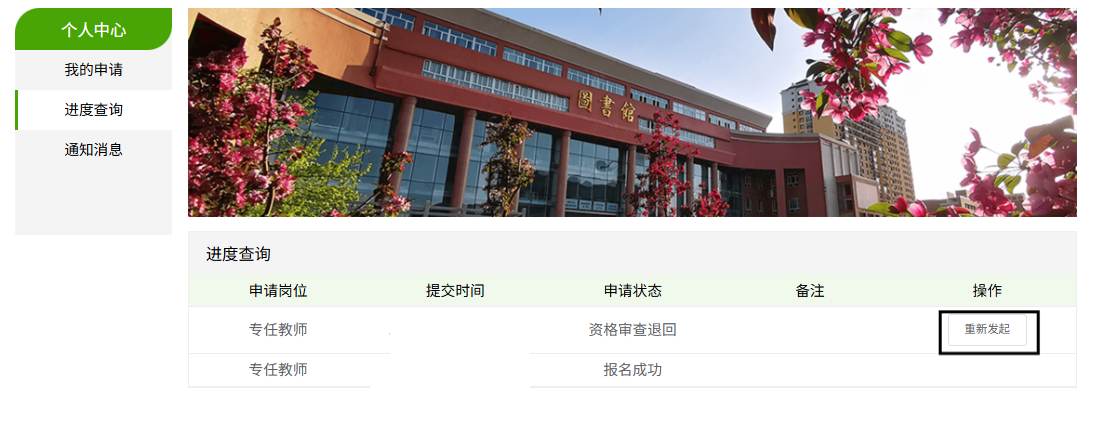 个人中心
我的申请
进度查询
通知消息
圖書館
进度查询
申请岗位 提交时间 申请状态 备注 操作
专任教师 资格审查退回 重新发起
专任教师 报名成功